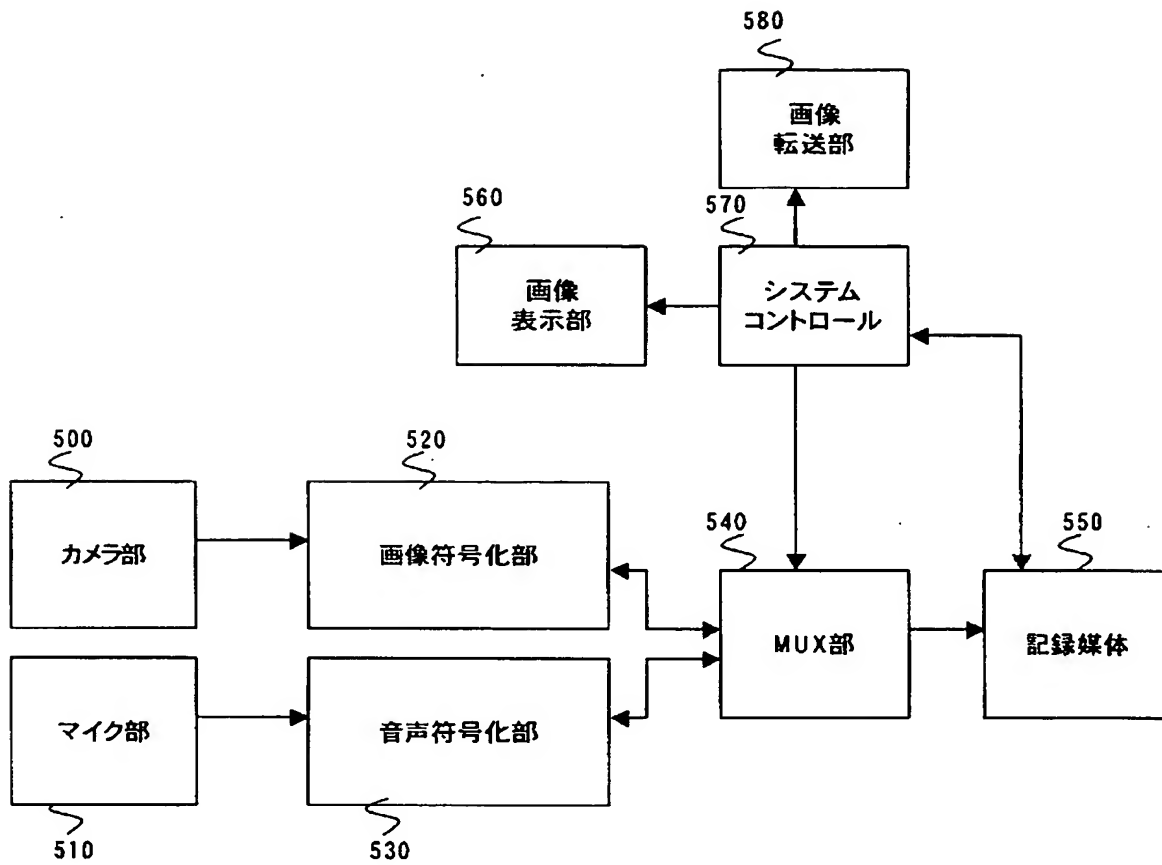 580
画像
転送部
560
570
画像
表示部
システム
コントロール
500
520
540
550
カメラ部
画像符号化部
MUX部
記録媒体
マイク部
音声符号化部
510
530